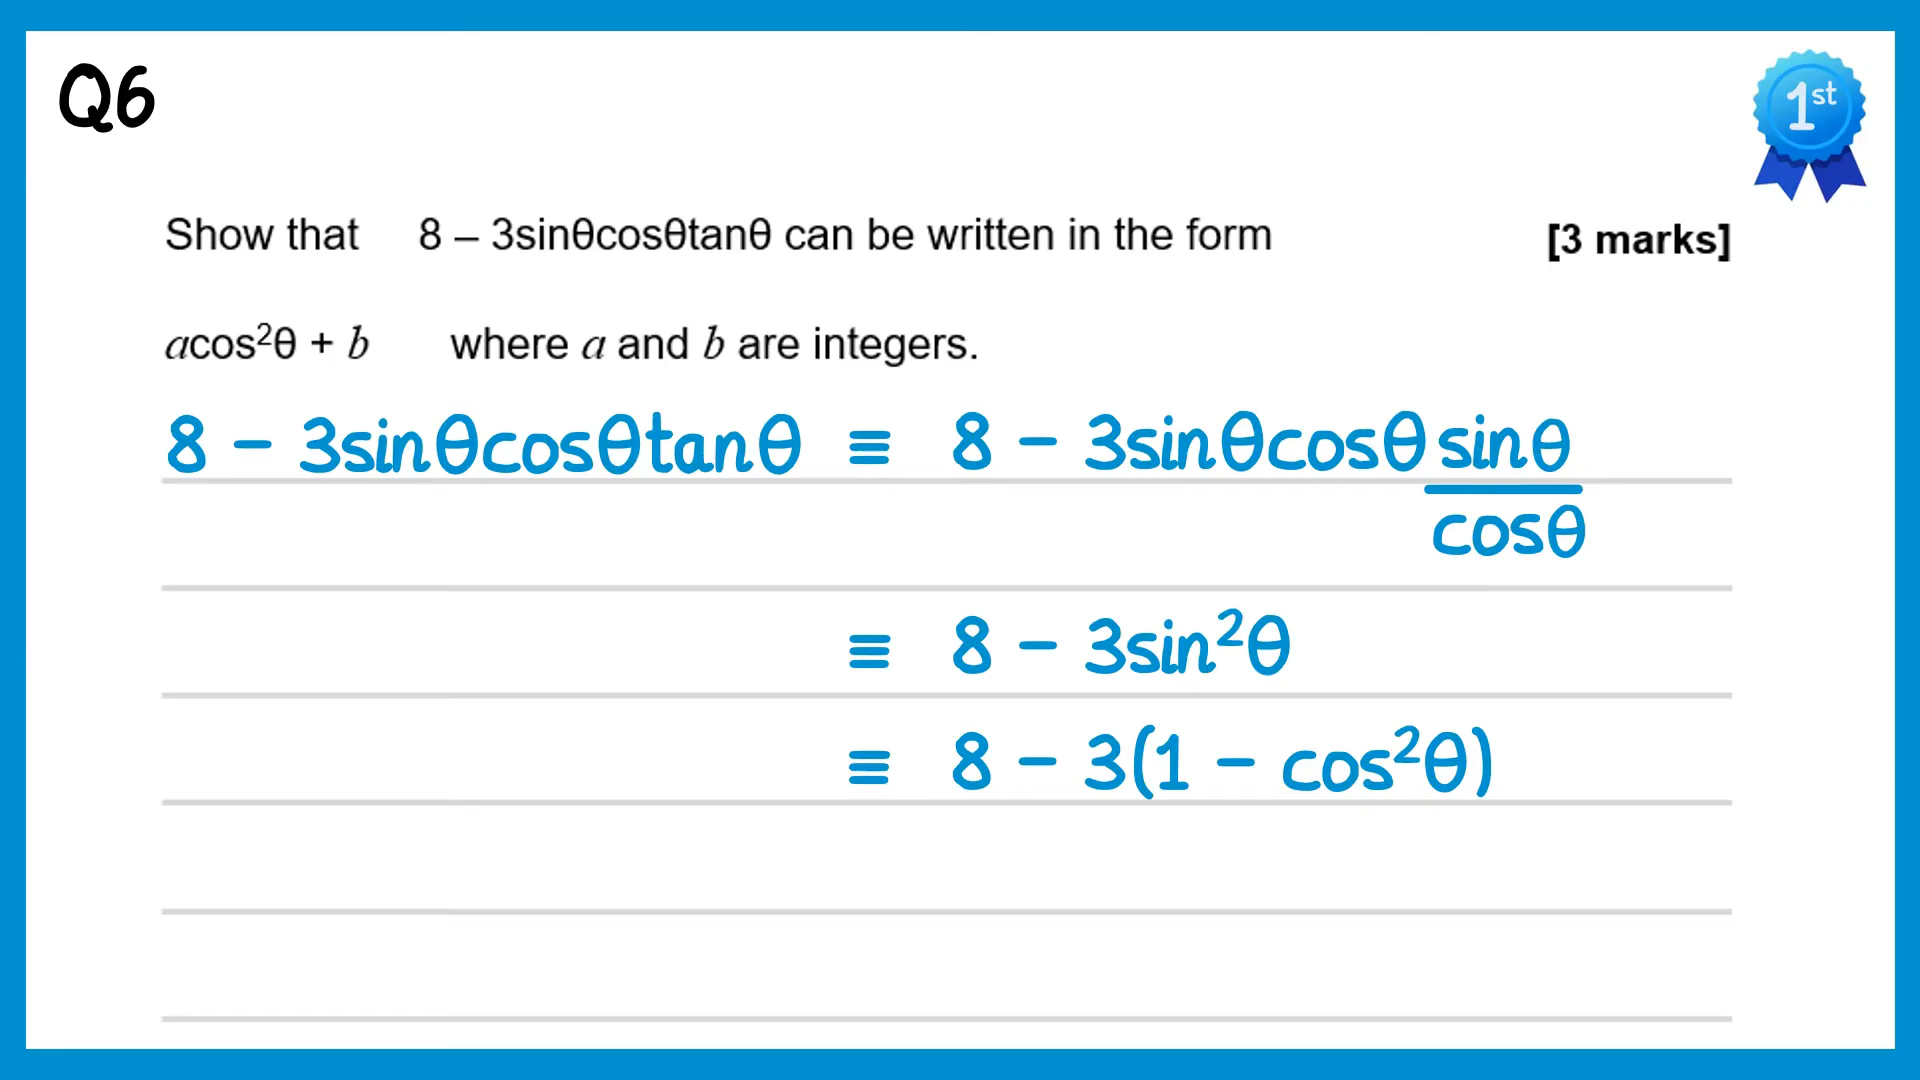 Q6
1st
Show that 8 – 3sinθcosθtanθ can be written in the form [3 marks]
acos²θ + b where a and b are integers.
8 – 3sinθcosθtanθ ≡ 8 – 3sinθcosθ sinθ
cosθ
≡ 8 – 3sin²θ
≡ 8 – 3(1 – cos²θ)